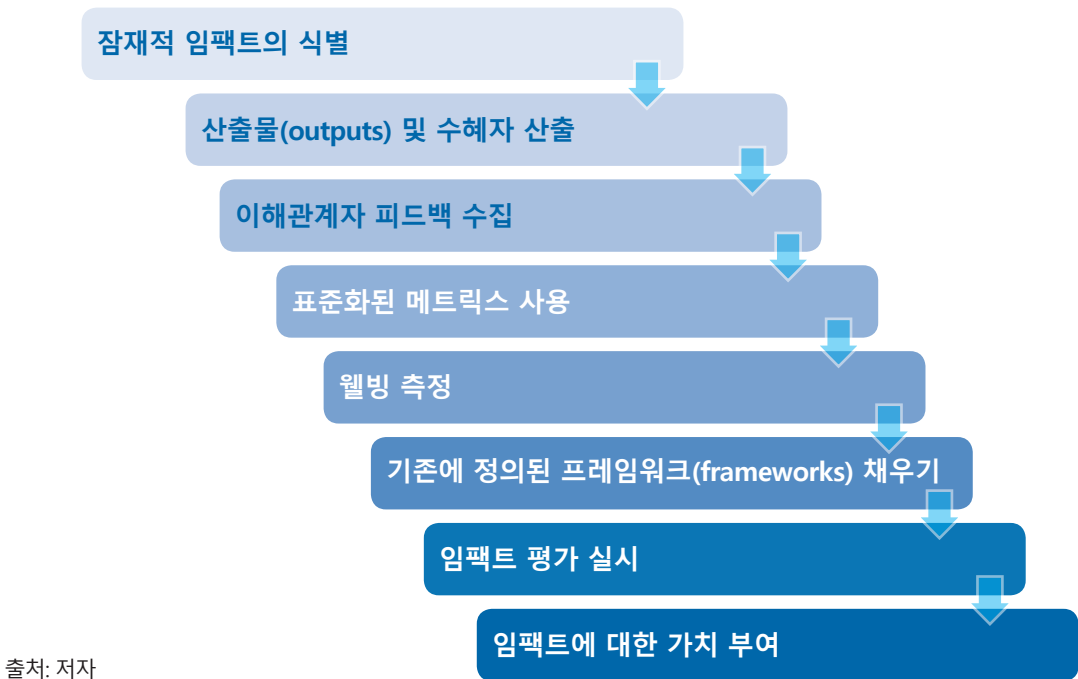 잠재적 임팩트의 식별
산출물(outputs) 및 수혜자 산출
이해관계자 피드백 수집
표준화된 메트릭스 사용
웰빙 측정
기존에 정의된 프레임워크(frameworks) 채우기
임팩트 평가 실시
임팩트에 대한 가치 부여
출처: 저자